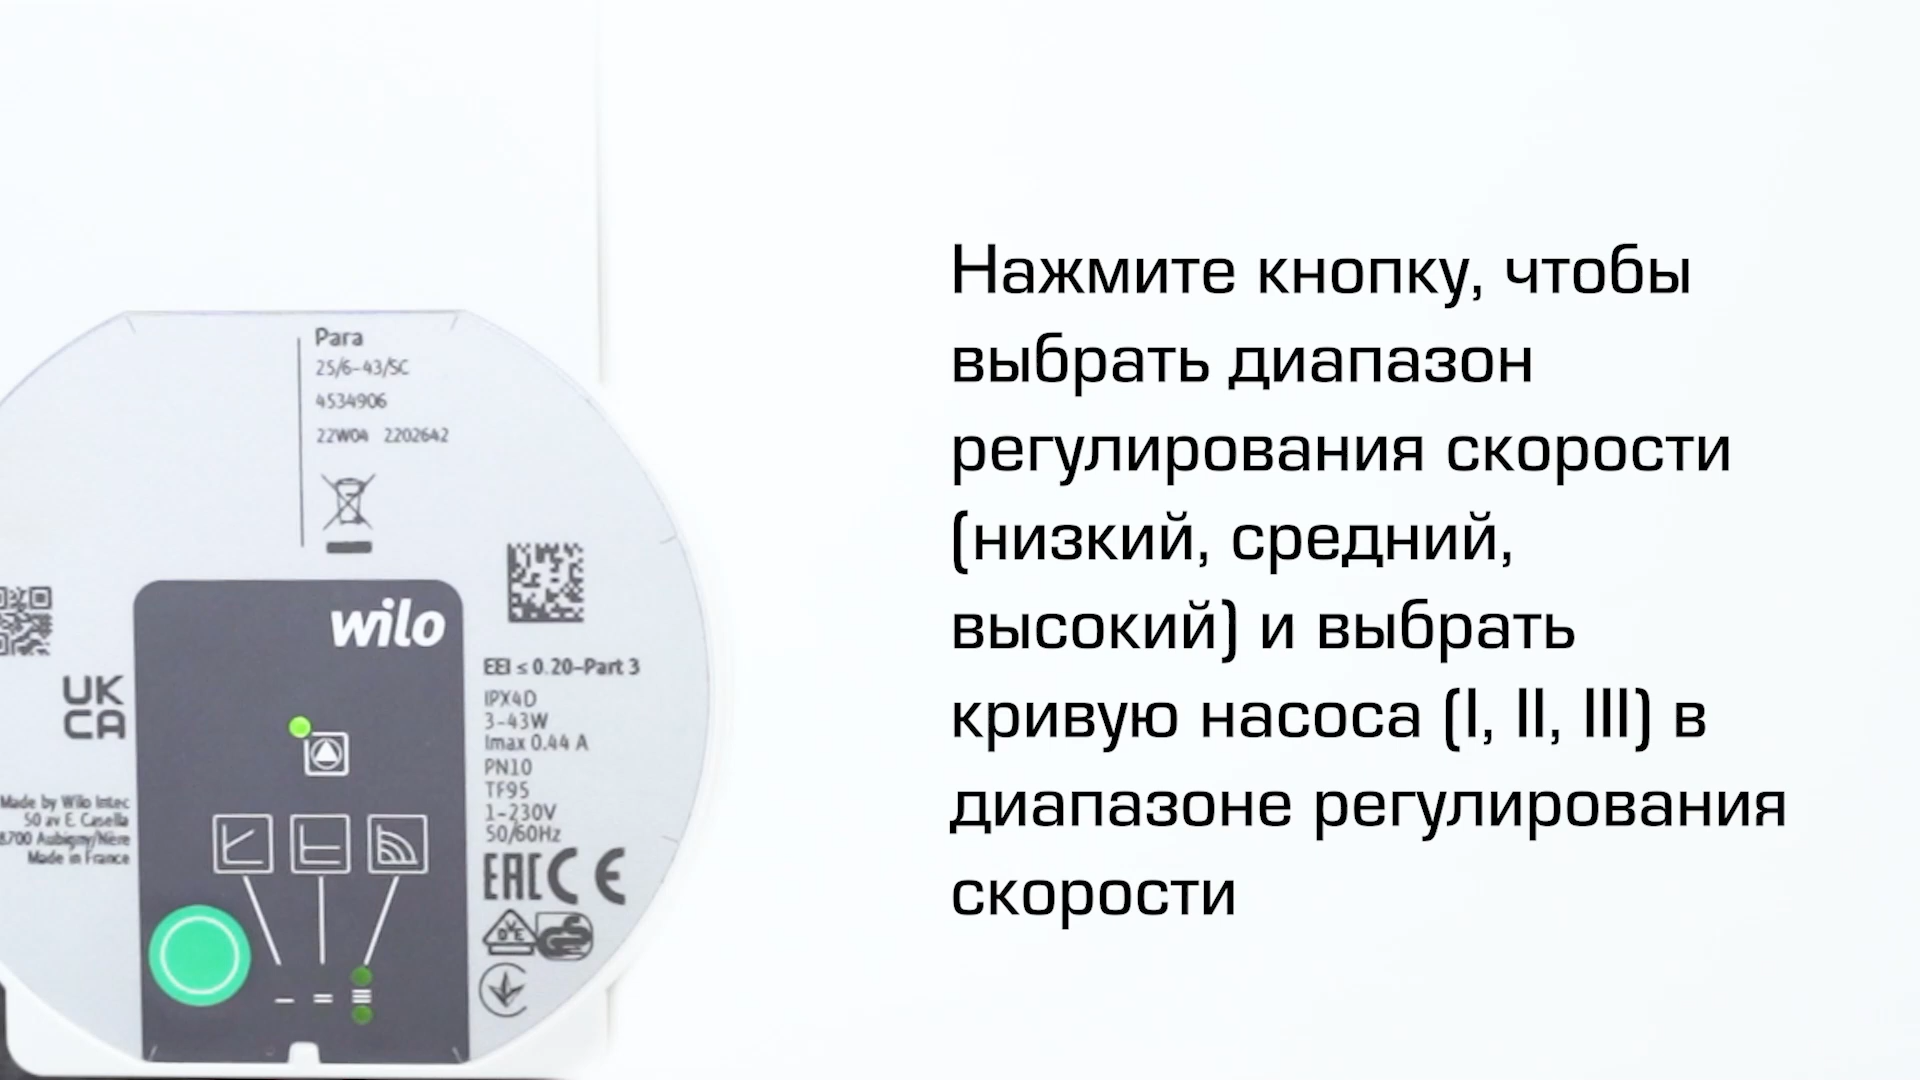 Нажмите кнопку, чтобы
выбрать диапазон
регулирования скорости
(низкий, средний,
высокий) и выбрать
кривую насоса (I, II, III) в
диапазоне регулирования
скорости
Para
25/6-43/SC
4534906
22W04 2202642
wilo
EEI ≤ 0.20-Part 3
IPX4D
3-43W
Imax 0.44 A
PN10
TF95
1-230V
50/60Hz
EAC CE
DVE
UK
CA
Made by Wilo Intec
50 av E. Casella
8700 Aubigny/Nère
Made in France